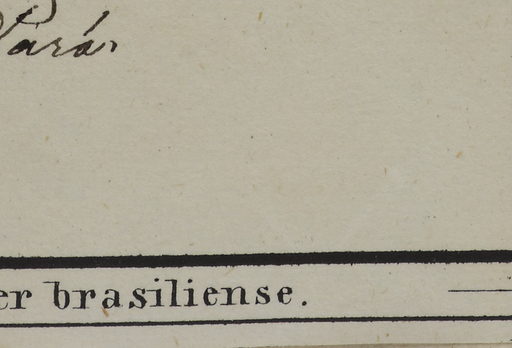 Pará,
er brasiliense.